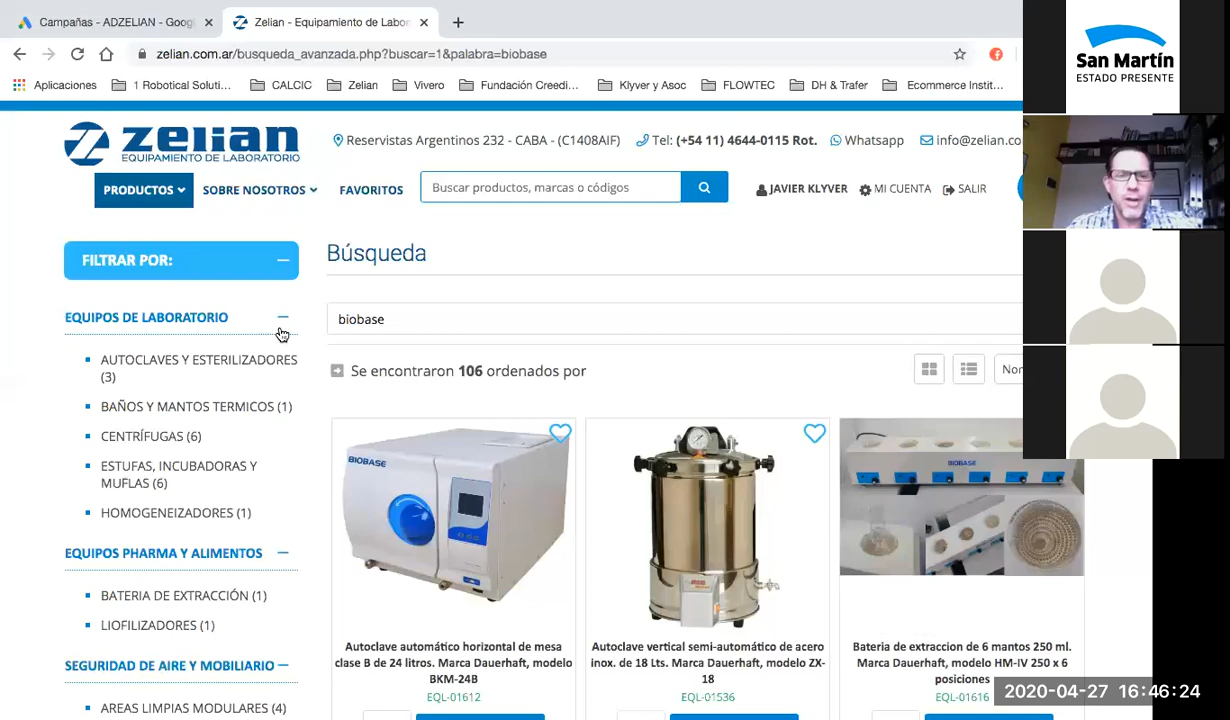 Campañas - ADZELIAN - Goog
Zelian - Equipamiento de Labor
zelian.com.ar/busqueda_avanzada.php?buscar=1&palabra=biobase
Aplicaciones
1 Robotical Soluti...
CALCIC
Zelian
Vivero
Fundación Creedi...
Klyver y Asoc
FLOWTEC
DH & Trafer
Ecommerce Instit...
San Martín
ESTADO PRESENTE
zelian
EQUIPAMIENTO DE LABORATORIO
Reservistas Argentinos 232 - CABA - (C1408AIF)
Tel: (+54 11) 4644-0115 Rot.
Whatsapp
info@zelian.co
PRODUCTOS
SOBRE NOSOTROS
FAVORITOS
Buscar productos, marcas o códigos
JAVIER KLYVER
MI CUENTA
SALIR
FILTRAR POR:
EQUIPOS DE LABORATORIO
AUTOCLAVES Y ESTERILIZADORES
(3)
BAÑOS Y MANTOS TERMICOS (1)
CENTRÍFUGAS (6)
ESTUFAS, INCUBADORAS Y
MUFLAS (6)
HOMOGENEIZADORES (1)
EQUIPOS PHARMA Y ALIMENTOS
BATERIA DE EXTRACCIÓN (1)
LIOFILIZADORES (1)
SEGURIDAD DE AIRE Y MOBILIARIO
AREAS LIMPIAS MODULARES (4)
Búsqueda
biobase
Se encontraron 106 ordenados por
Nom
BIOBASE
BIOBASE
Autoclave automático horizontal de mesa
clase B de 24 litros. Marca Dauerhaft, modelo
BKM-24B
EQL-01612
Autoclave vertical semi-automático de acero
inox. de 18 Lts. Marca Dauerhaft, modelo ZX-
18
EQL-01536
Bateria de extraccion de 6 mantos 250 ml.
Marca Dauerhaft, modelo HM-IV 250 x 6
posiciones
EQL-01616
2020-04-27 16:46:24